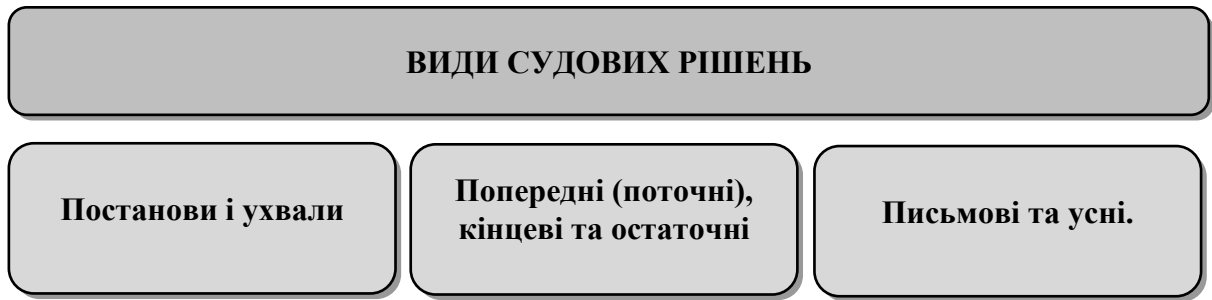 ВИДИ СУДОВИХ РІШЕНЬ
Постанови і ухвали
Попередні (поточні),
кінцеві та остаточні
Письмові та усні.